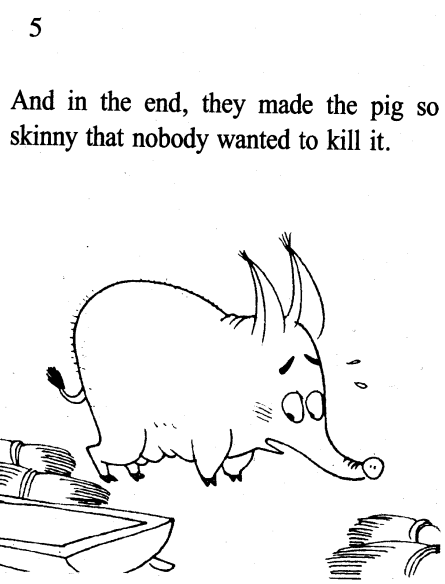 5
And in the end, they made the pig so
skinny that nobody wanted to kill it.